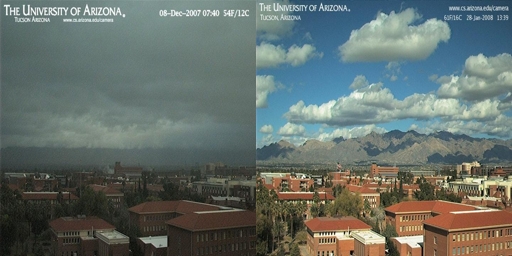 THE UNIVERSITY OF ARIZONA®
TUCSON ARIZONA www.cs.arizona.edu/camera
08-Dec-2007 07:40 54F/12C
THE UNIVERSITY OF ARIZONA®
TUCSON ARIZONA
www.cs.arizona.edu/camera
61F/16C 28-Jan-2008 13:39